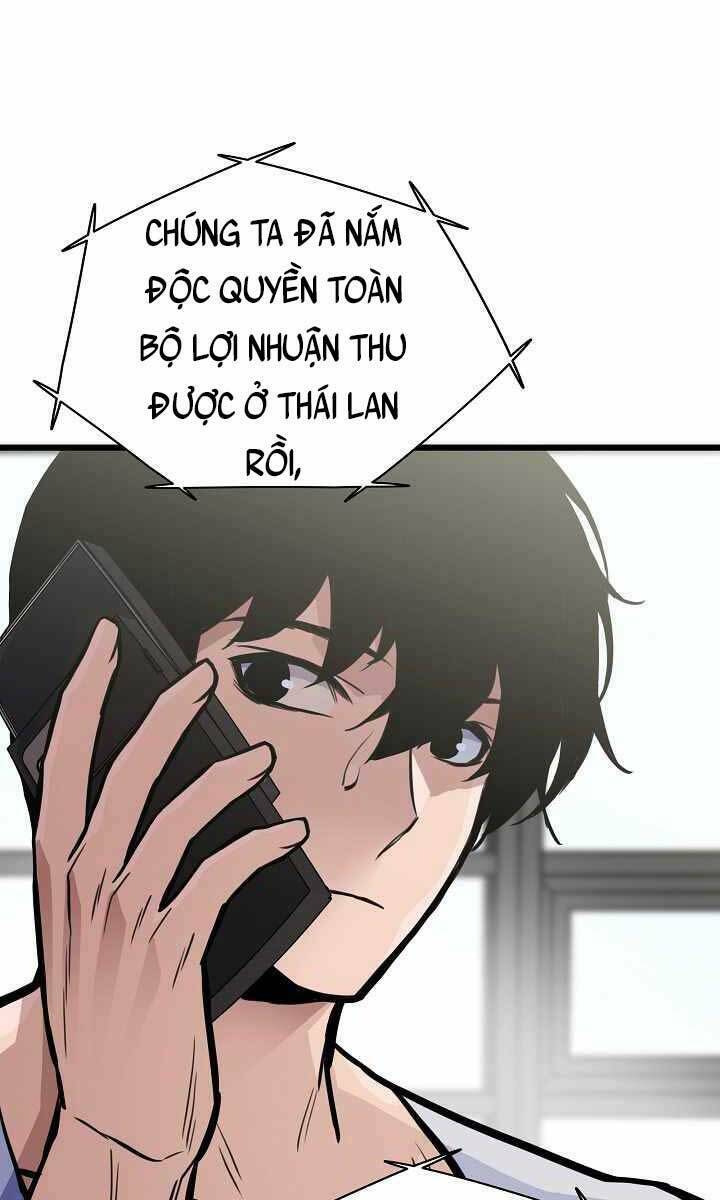 CHÚNG TA ĐÃ NẮM
ĐỘC QUYỀN TOÀN
BỘ LỢI NHUẬN THU
ĐƯỢC Ở THÁI LAN
RỒI,